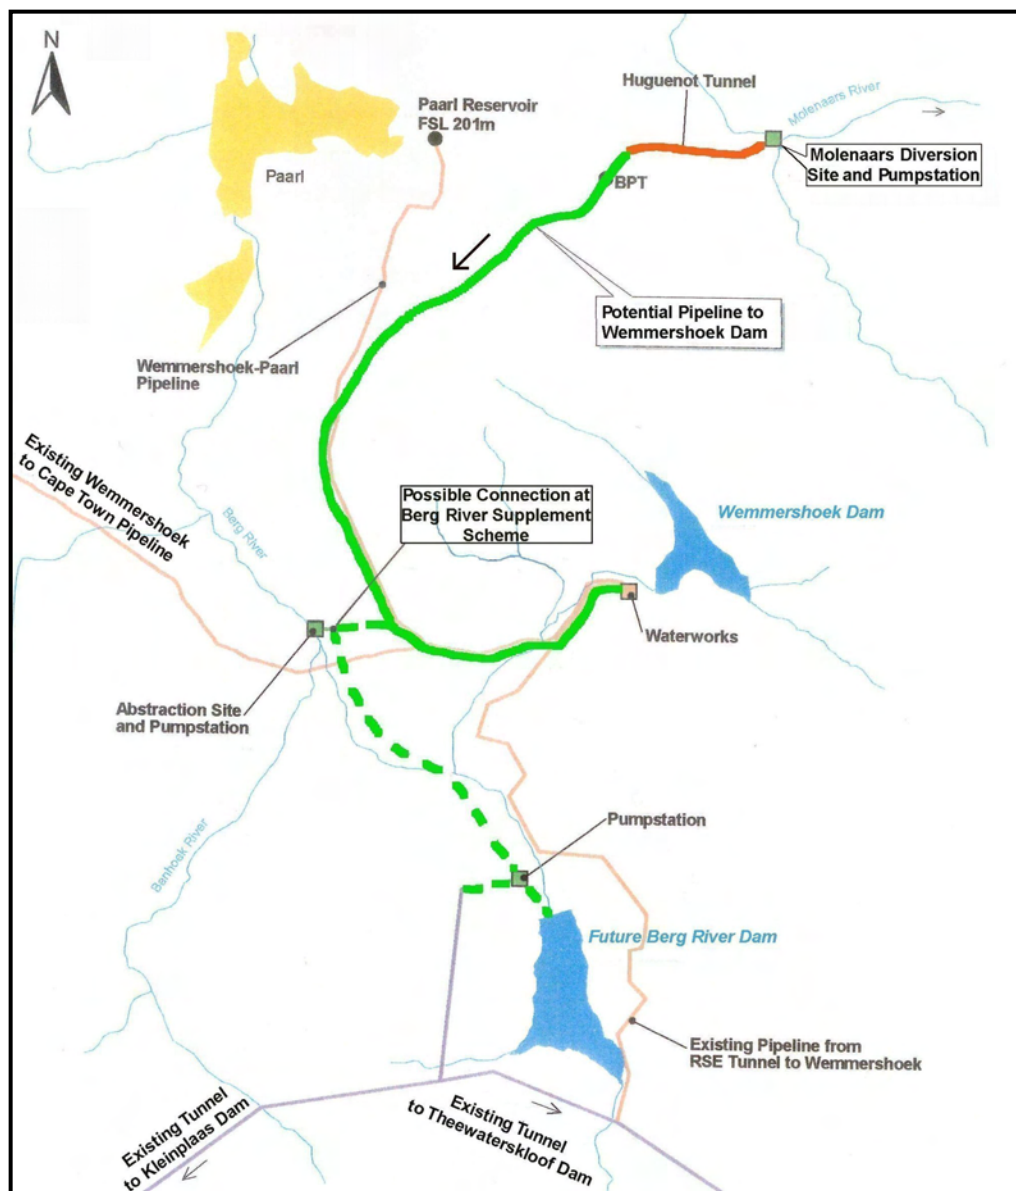 N
Huguenot Tunnel
Molenaars River
Paarl Reservoir
FSL 201m
Molenaars Diversion
Site and Pumpstation
Paarl
BPT
Potential Pipeline to
Wemmershoek Dam
Wemmershoek-Paarl
Pipeline
Existing Wemmershoek
to Cape Town Pipeline
Possible Connection at
Berg River Supplement
Scheme
Wemmershoek Dam
Berg River
Waterworks
Abstraction Site
and Pumpstation
Pumpstation
Banhoek River
Future Berg River Dam
Existing Pipeline from
RSE Tunnel to Wemmershoek
Existing Tunnel
to Kleinplaas Dam
Existing Tunnel
to Theewaterskloof Dam